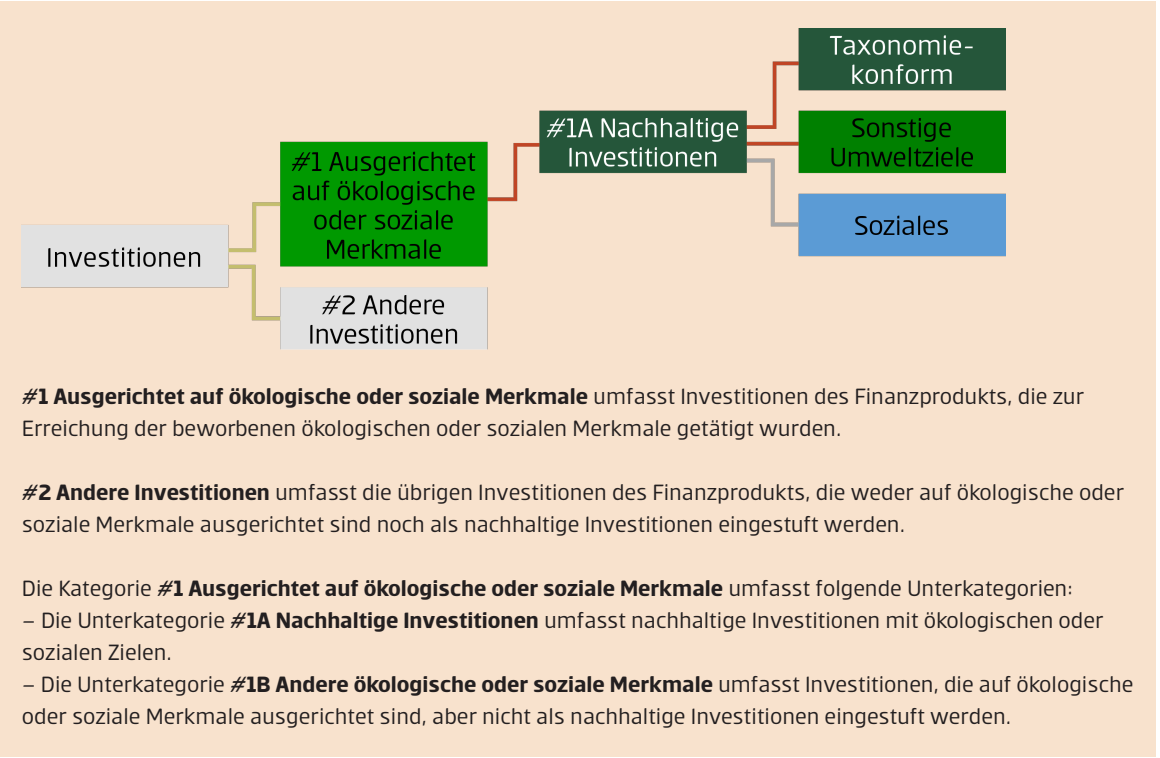 Taxonomie-
konform
#1A Nachhaltige
Investitionen
Sonstige
Umweltziele
Soziales
#1 Ausgerichtet
auf ökologische
oder soziale
Merkmale
Investitionen
#2 Andere
Investitionen
#1 Ausgerichtet auf ökologische oder soziale Merkmale umfasst Investitionen des Finanzprodukts, die zur
Erreichung der beworbenen ökologischen oder sozialen Merkmale getätigt wurden.
#2 Andere Investitionen umfasst die übrigen Investitionen des Finanzprodukts, die weder auf ökologische oder
soziale Merkmale ausgerichtet sind noch als nachhaltige Investitionen eingestuft werden.
Die Kategorie #1 Ausgerichtet auf ökologische oder soziale Merkmale umfasst folgende Unterkategorien:
– Die Unterkategorie #1A Nachhaltige Investitionen umfasst nachhaltige Investitionen mit ökologischen oder
sozialen Zielen.
– Die Unterkategorie #1B Andere ökologische oder soziale Merkmale umfasst Investitionen, die auf ökologische
oder soziale Merkmale ausgerichtet sind, aber nicht als nachhaltige Investitionen eingestuft werden.